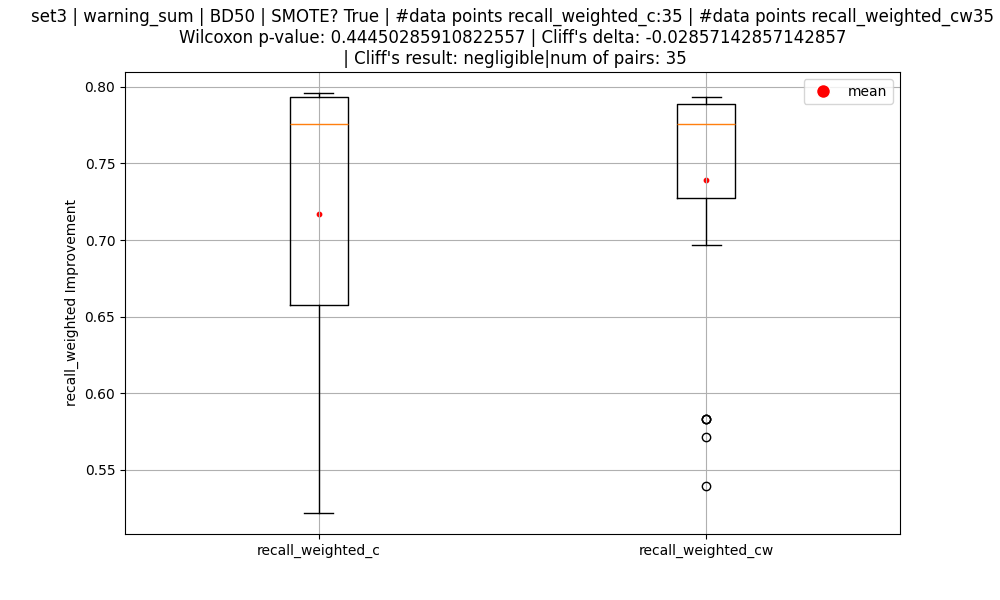 set3 | warning_sum | BD50 | SMOTE? True | #data points recall_weighted_c:35 | #data points recall_weighted_cw35
Wilcoxon p-value: 0.44450285910822557 | Cliff's delta: -0.02857142857142857
| Cliff's result: negligible|num of pairs: 35
mean
recall_weighted Improvement
0.80
0.75
0.70
0.65
0.60
0.55
recall_weighted_c
recall_weighted_cw